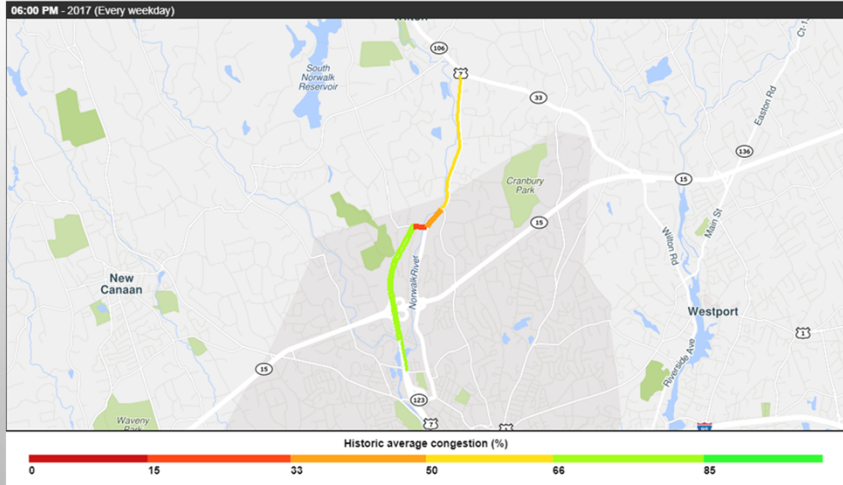 06:00 PM - 2017 (Every weekday)
106
7
South
Norwalk
Reservoir
33
Easton Rd
136
Cranbury
Park
15
15
Main St
Wilton Rd
NorwalkRiver
New
Canaan
Westport
1
15
Riverside Ave
123
Waveny
Park
7
Historic average congestion (%)
0
15
33
50
66
85